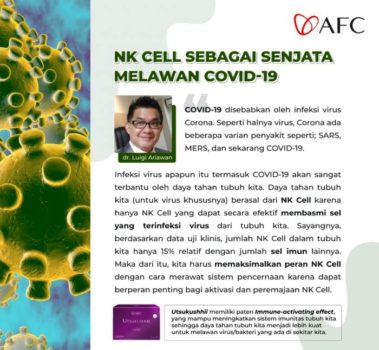 AFC
NK CELL SEBAGAI SENJATA
MELAWAN COVID-19
COVID-19 disebabkan oleh infeksi virus
Corona. Seperti halnya virus, Corona ada
beberapa varian penyakit seperti; SARS,
MERS, dan sekarang COVID-19.
dr. Luigi Ariawan
Infeksi virus apapun itu termasuk COVID-19 akan sangat
terbantu oleh daya tahan tubuh kita. Daya tahan tubuh
kita (untuk virus khususnya) berasal dari NK Cell karena
hanya NK Cell yang dapat secara efektif membasmi sel
yang terinfeksi virus dari tubuh kita. Sayangnya,
berdasarkan data uji klinis, jumlah NK Cell dalam tubuh
kita hanya 15% relatif dengan jumlah sel imun lainnya.
Maka dari itu, kita harus memaksimalkan peran NK Cell
dengan cara merawat sistem pencernaan karena dapat
berperan penting bagi aktivasi dan peremajaan NK Cell.
UTSUKUSHHII
Utsukushhii memiliki paten Immune-activating effect,
yang mampu meningkatkan sistem imunitas tubuh kita
sehingga daya tahan tubuh kita menjadi lebih kuat
untuk melawan virus/bakteri yang ada di sekitar kita.